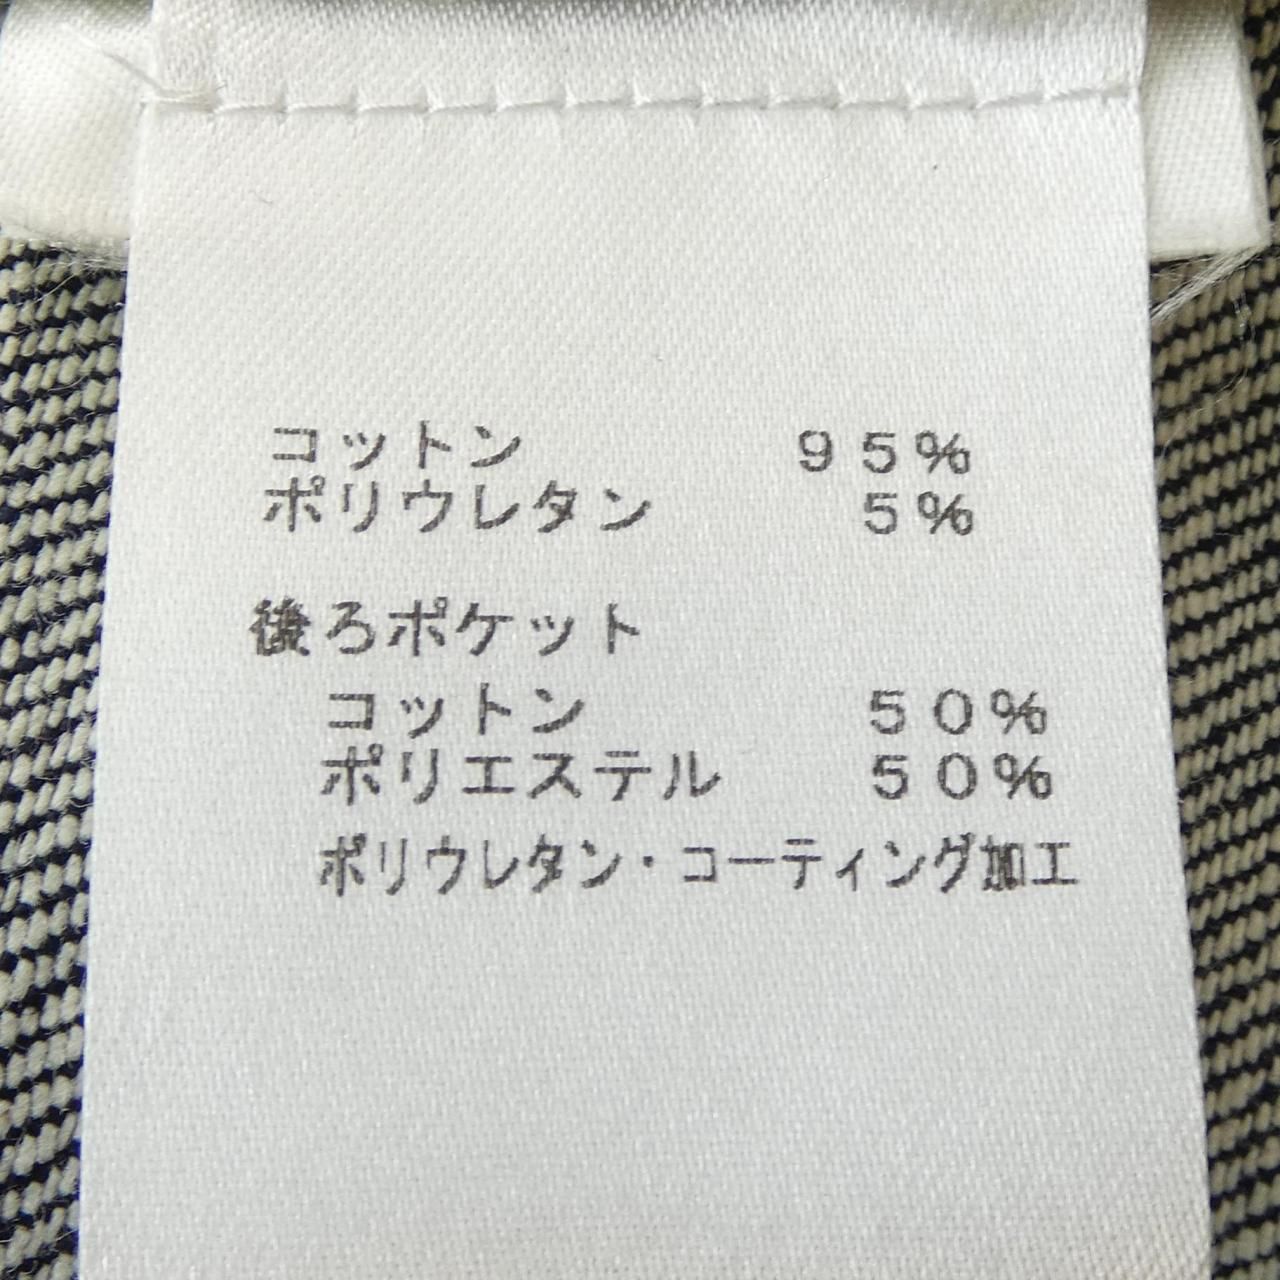 コットン 95%
ポリウレタン 5%
後ろポケット
コットン 50%
ポリエステル 50%
ポリウレタン・コーティング加工